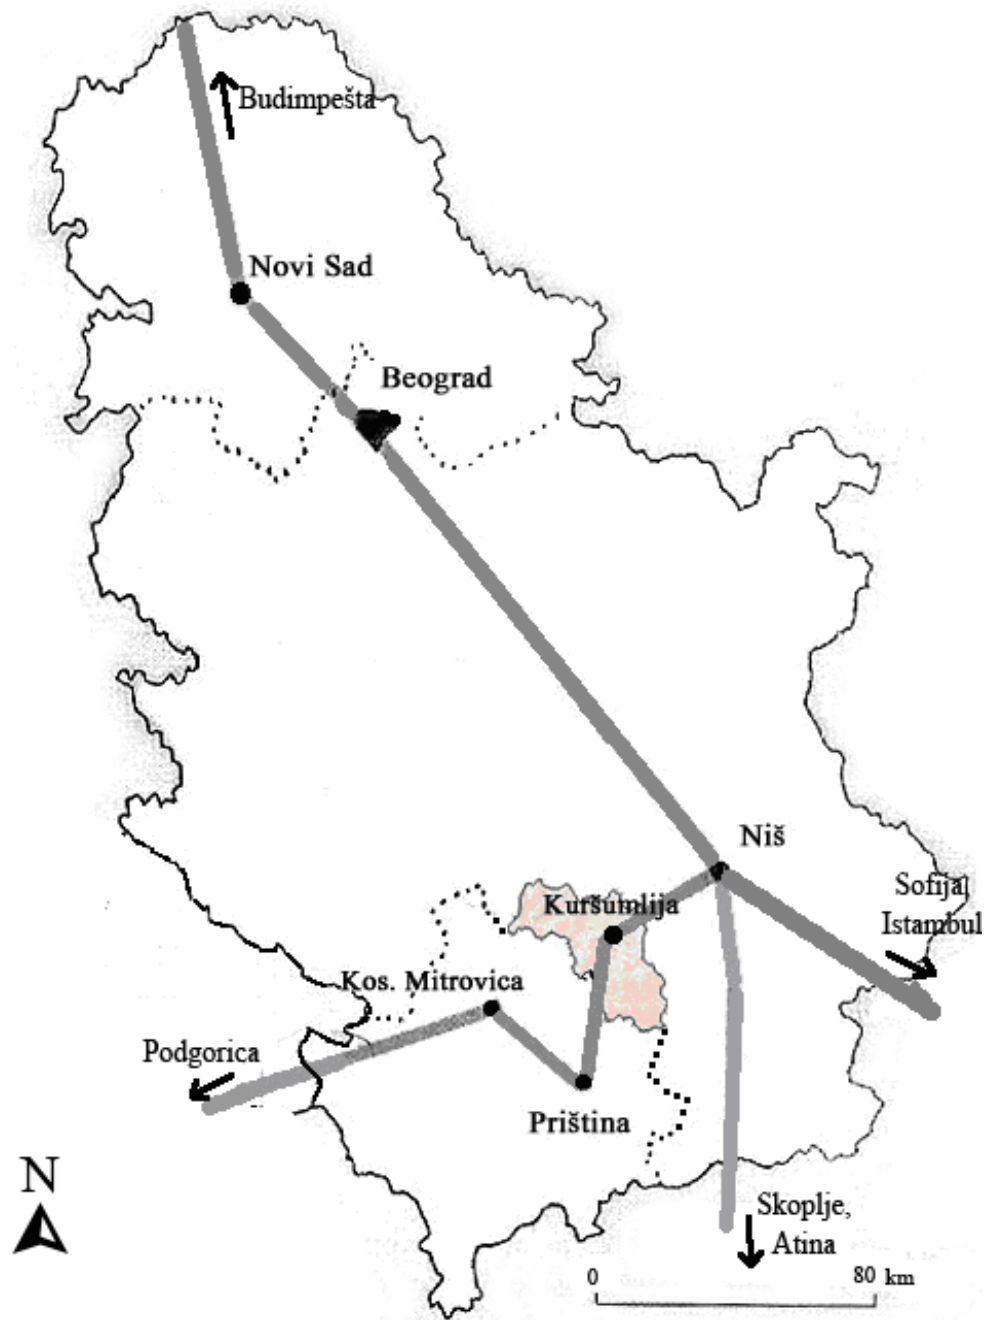 Budimpešta
Novi Sad
Beograd
Niš
Sofija,
Istambul
Kuršumlija
Kos. Mitrovica
Podgorica
Priština
N
Skoplje,
Atina
0 80 km